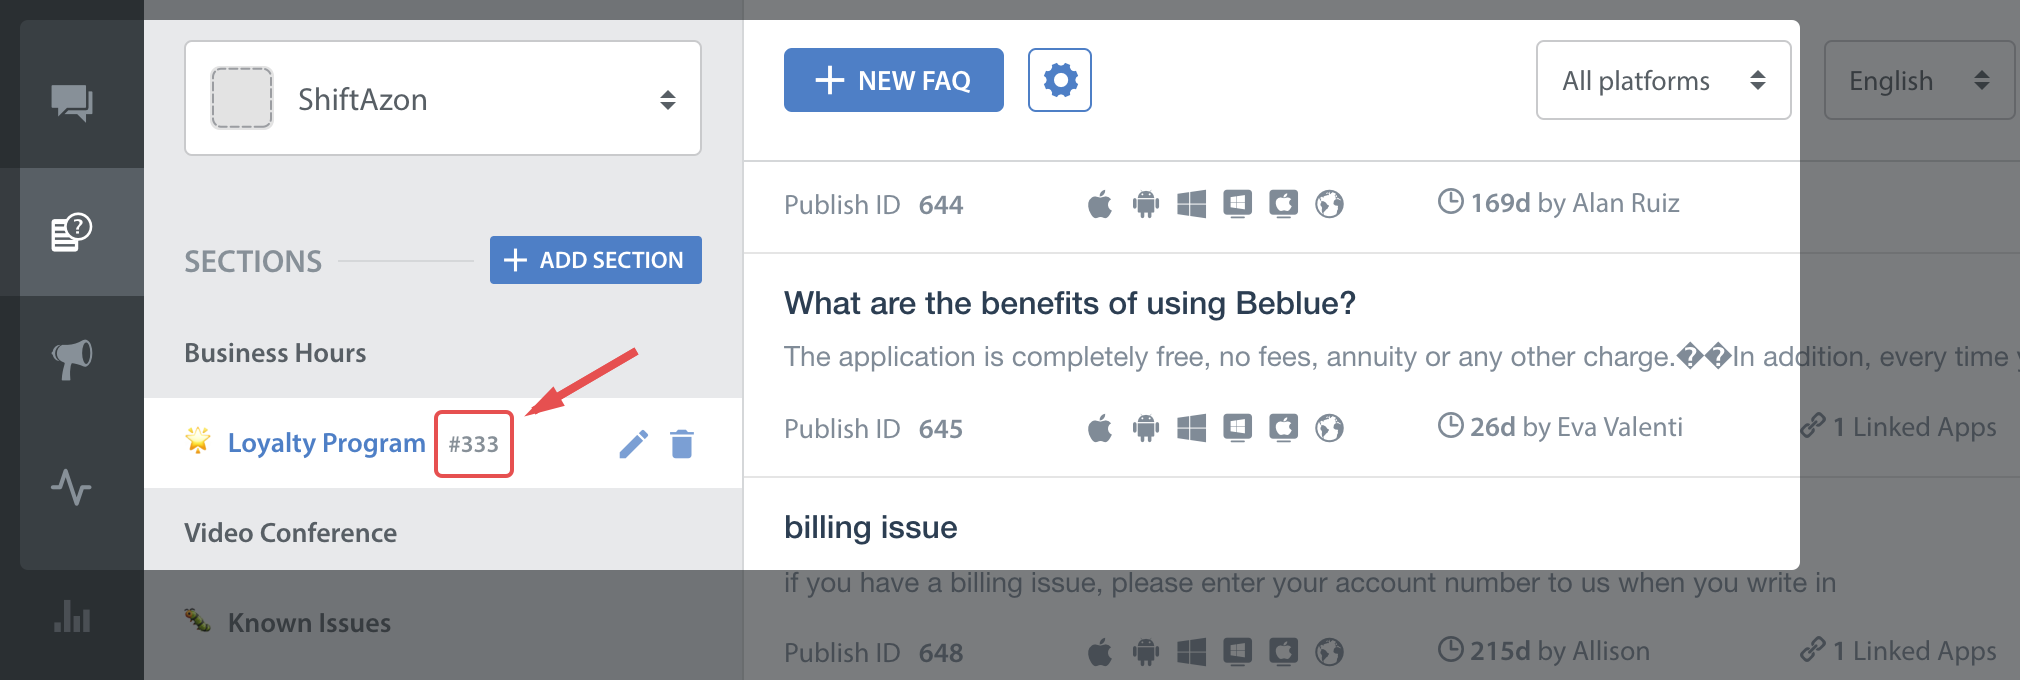 ShiftAzon
SECTIONS
+ ADD SECTION
Business Hours
Loyalty Program #333
Video Conference
Known Issues
+ NEW FAQ
All platforms
English
Publish ID 644
169d by Alan Ruiz
What are the benefits of using Beblue?
The application is completely free, no fees, annuity or any other charge.��In addition, every time
Publish ID 645
26d by Eva Valenti
1 Linked Apps
billing issue
if you have a billing issue, please enter your account number to us when you write in
Publish ID 648
215d by Allison
1 Linked Apps